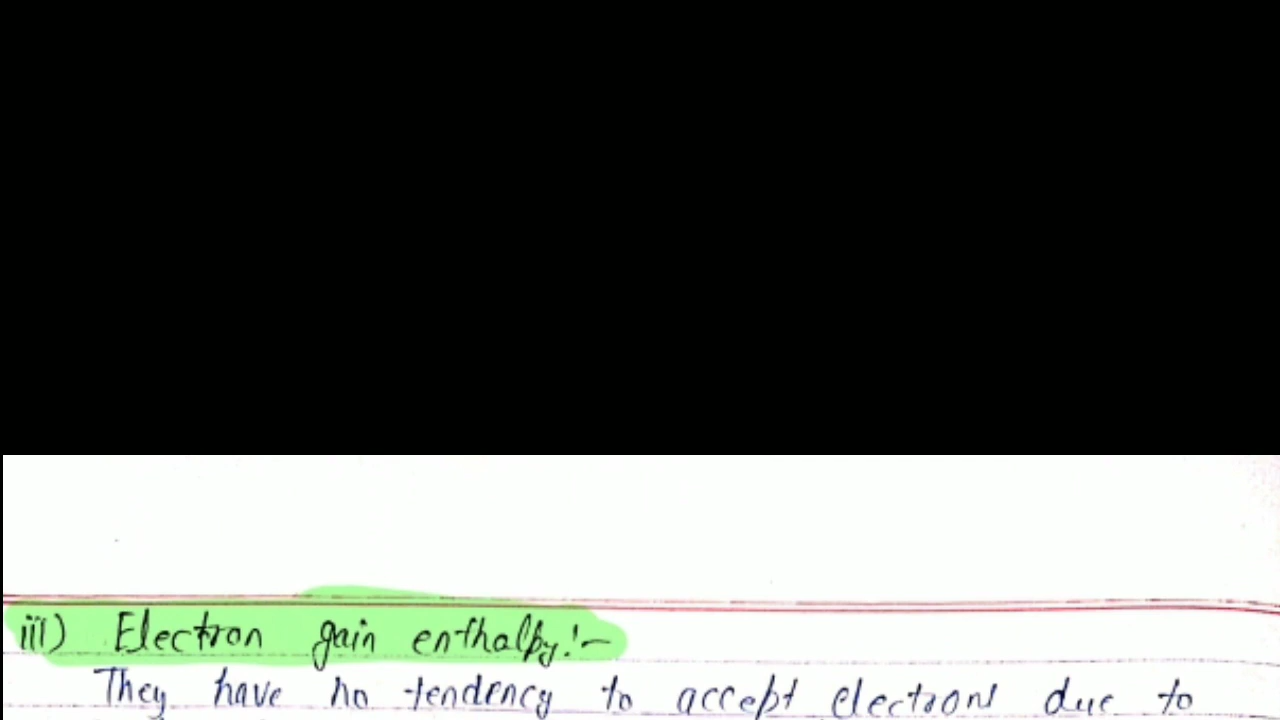 iii) Electron gain enthalpy:-
They have no tendency to accept electrons due to